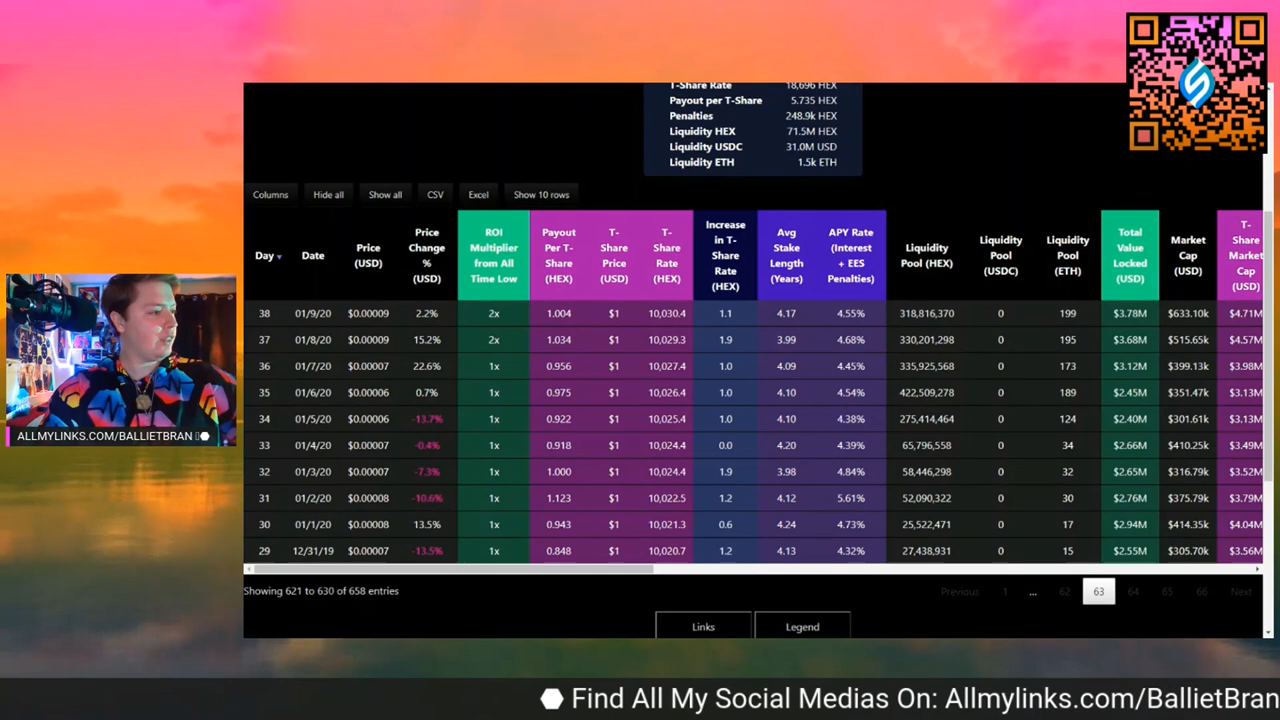 T-Share Rate 18,696 HEX
Payout per T-Share 5.735 HEX
Penalties 248.9k HEX
Liquidity HEX 71.5M HEX
Liquidity USDC 31.0M USD
Liquidity ETH 1.5k ETH
Columns Hide all Show all CSV Excel Show 10 rows
Day Date Price (USD) Price Change % (USD) ROI Multiplier from All Time Low Payout Per T-Share (HEX) T-Share Price (USD) T-Share Rate (HEX) Increase in T-Share Rate (HEX) Avg Stake Length (Years) APY Rate (Interest + EES Penalties) Liquidity Pool (HEX) Liquidity Pool (USDC) Liquidity Pool (ETH) Total Value Locked (USD) Market Cap (USD) T-Share Market Cap (USD)
38 01/9/20 $0.00009 2.2% 2x 1.004 $1 10,030.4 1.1 4.17 4.55% 318,816,370 0 199 $3.78M $633.10k $4.71M
37 01/8/20 $0.00009 15.2% 2x 1.034 $1 10,029.3 1.9 3.99 4.68% 330,201,298 0 195 $3.68M $515.65k $4.57M
36 01/7/20 $0.00007 22.6% 1x 0.956 $1 10,027.4 1.0 4.09 4.45% 335,925,568 0 173 $3.12M $399.13k $3.98M
35 01/6/20 $0.00006 0.7% 1x 0.975 $1 10,026.4 1.0 4.10 4.54% 422,509,278 0 189 $2.45M $351.47k $3.13M
34 01/5/20 $0.00006 -13.7% 1x 0.922 $1 10,025.4 1.0 4.10 4.38% 275,414,464 0 124 $2.40M $301.61k $3.13M
33 01/4/20 $0.00007 -0.4% 1x 0.918 $1 10,024.4 0.0 4.20 4.39% 65,796,558 0 34 $2.66M $410.25k $3.49M
32 01/3/20 $0.00007 -7.3% 1x 1.000 $1 10,024.4 1.9 3.98 4.84% 58,446,298 0 32 $2.65M $316.79k $3.52M
31 01/2/20 $0.00008 -10.6% 1x 1.123 $1 10,022.5 1.2 4.12 5.61% 52,090,322 0 30 $2.76M $375.79k $3.79M
30 01/1/20 $0.00008 13.5% 1x 0.943 $1 10,021.3 0.6 4.24 4.73% 25,522,471 0 17 $2.94M $414.35k $4.04M
29 12/31/19 $0.00007 -13.5% 1x 0.848 $1 10,020.7 1.2 4.13 4.32% 27,438,931 0 15 $2.55M $305.70k $3.56M
Showing 621 to 630 of 658 entries
Previous 1 ... 62 63 64 65 66 Next
Links Legend
ALLMYLINKS.COM/BALLIETBRAN
Find All My Social Medias On: Allmylinks.com/BallietBran